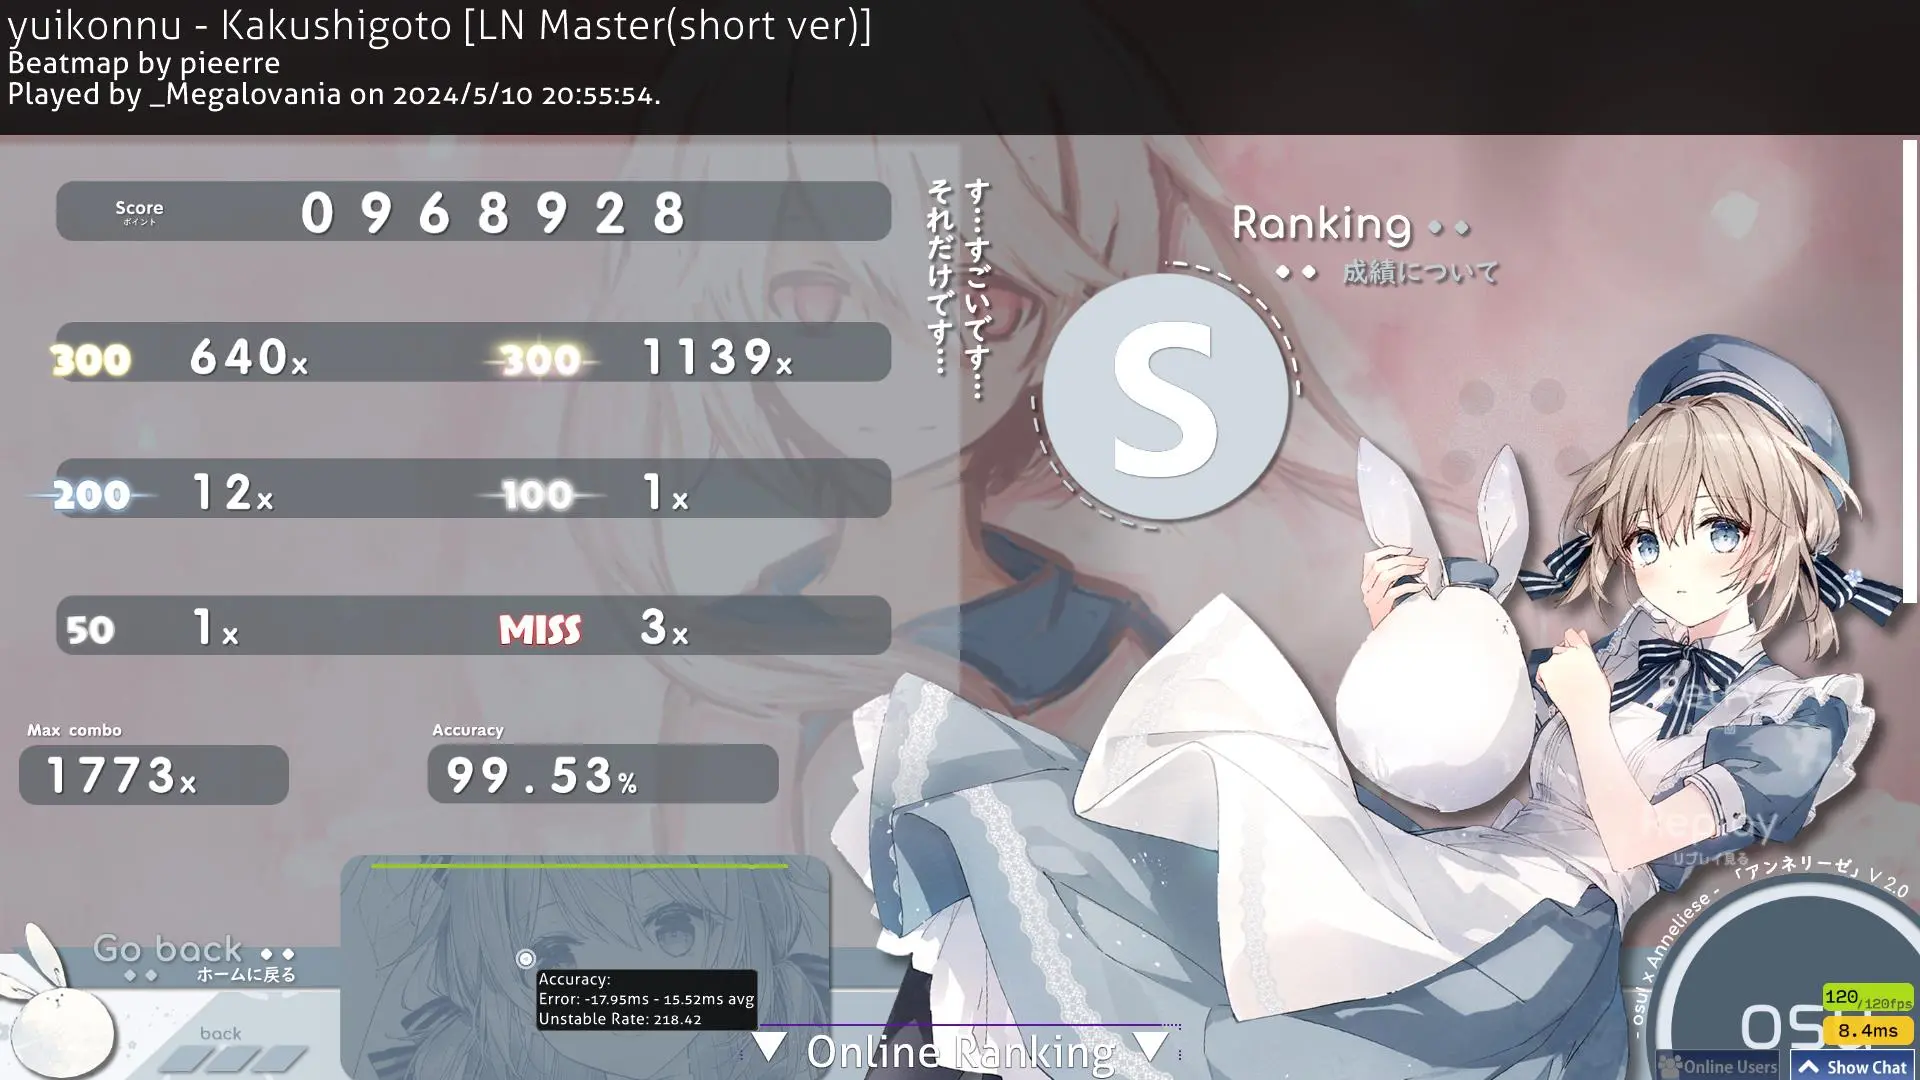 yuikonnu - Kakushigoto [LN Master(short ver)]
Beatmap by pieerre
Played by _Megalovania on 2024/5/10 20:55:54.
Score
ポイント
0968928
す…すごいです…
それだけです…
Ranking
成績について
S
300 640x 300 1139x
200 12x 100 1x
50 1x MISS 3x
Max combo
1773x
Accuracy
99.53%
Replay
リプレイ見る
- osu! x Anneliese - 「アンネリーゼ」 V 2.0
Go back
ホームに戻る
back
Accuracy:
Error: -17.95ms - 15.52ms avg
Unstable Rate: 218.42
Online Ranking
120/120fps
8.4ms
Online Users
Show Chat